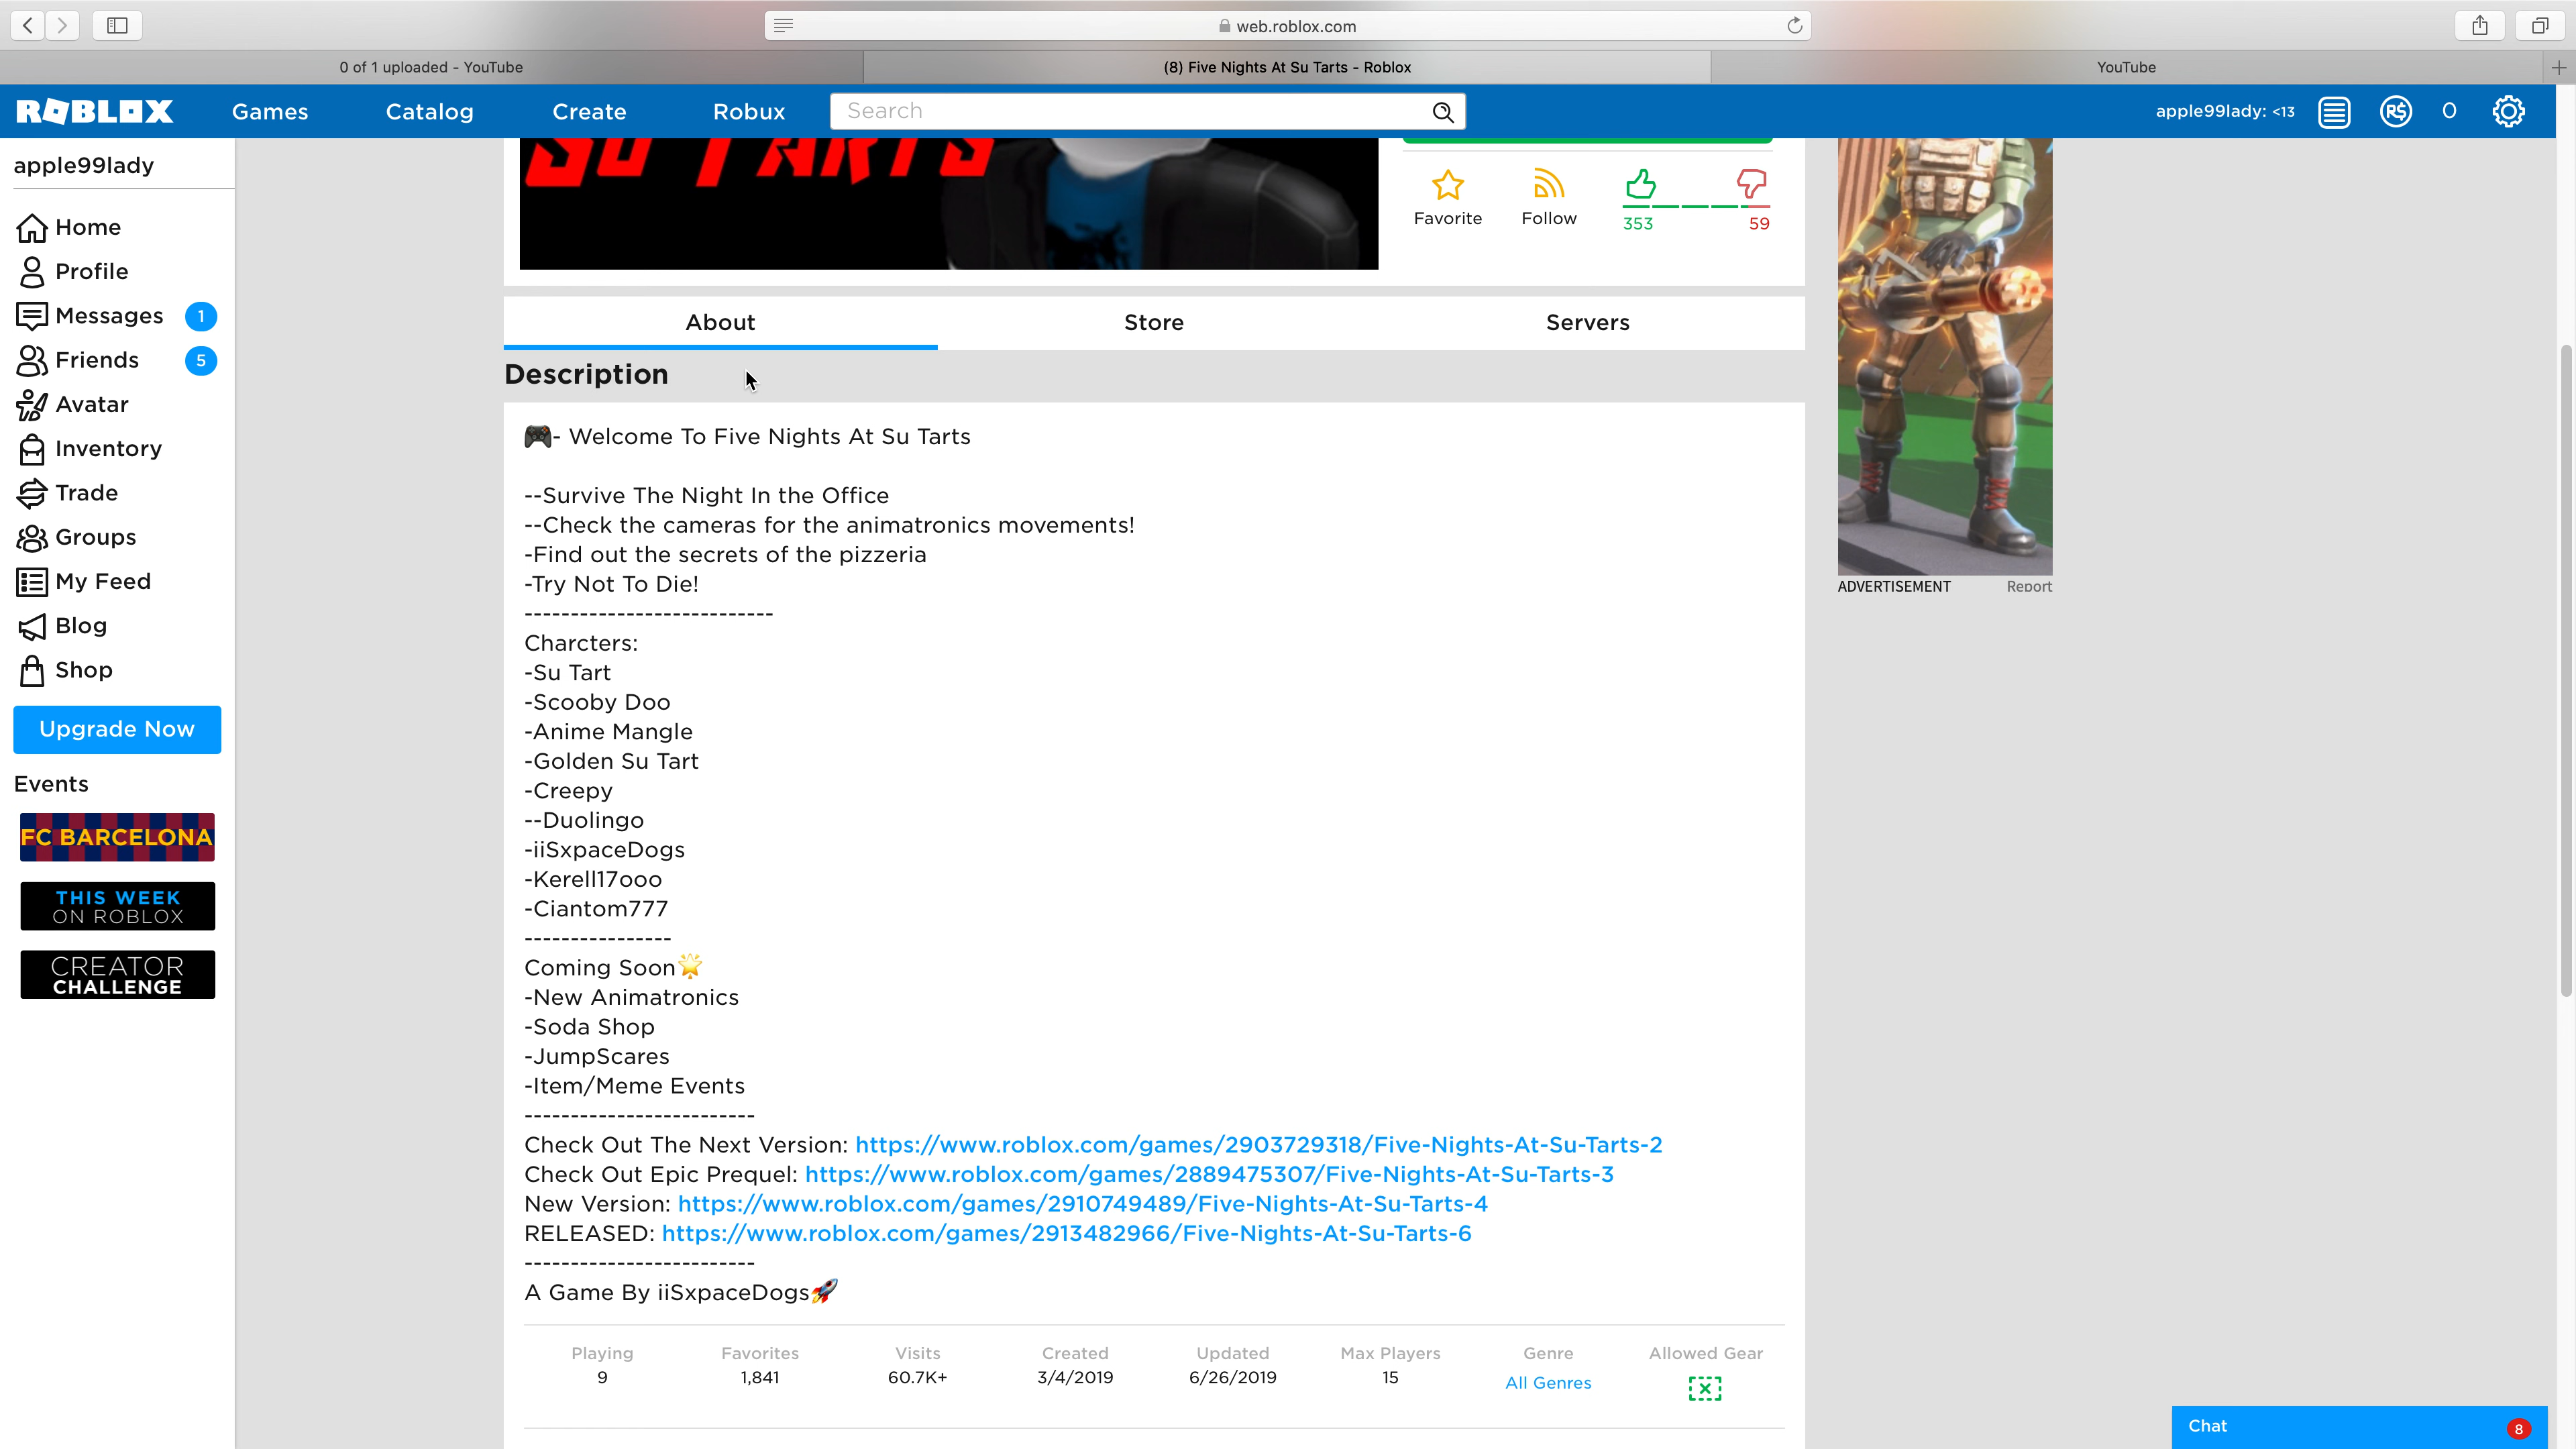 web.roblox.com
0 of 1 uploaded - YouTube
(8) Five Nights At Su Tarts - Roblox
YouTube
ROBLOX
Games
Catalog
Create
Robux
Search
apple99lady: <13
R$
0
apple99lady
Home
Profile
Messages 1
Friends 5
Avatar
Inventory
Trade
Groups
My Feed
Blog
Shop
Upgrade Now
Events
FC BARCELONA
THIS WEEK
ON ROBLOX
CREATOR
CHALLENGE
SU TARTS
Favorite
Follow
353
59
About
Store
Servers
Description
🎮- Welcome To Five Nights At Su Tarts
--Survive The Night In the Office
--Check the cameras for the animatronics movements!
-Find out the secrets of the pizzeria
-Try Not To Die!
---------------------------
Charcters:
-Su Tart
-Scooby Doo
-Anime Mangle
-Golden Su Tart
-Creepy
--Duolingo
-iiSxpaceDogs
-Kerell17ooo
-Ciantom777
----------------
Coming Soon🌟
-New Animatronics
-Soda Shop
-JumpScares
-Item/Meme Events
-------------------------
Check Out The Next Version: https://www.roblox.com/games/2903729318/Five-Nights-At-Su-Tarts-2
Check Out Epic Prequel: https://www.roblox.com/games/2889475307/Five-Nights-At-Su-Tarts-3
New Version: https://www.roblox.com/games/2910749489/Five-Nights-At-Su-Tarts-4
RELEASED: https://www.roblox.com/games/2913482966/Five-Nights-At-Su-Tarts-6
-------------------------
A Game By iiSxpaceDogs🚀
Playing
9
Favorites
1,841
Visits
60.7K+
Created
3/4/2019
Updated
6/26/2019
Max Players
15
Genre
All Genres
Allowed Gear
ADVERTISEMENT
Report
Chat
8